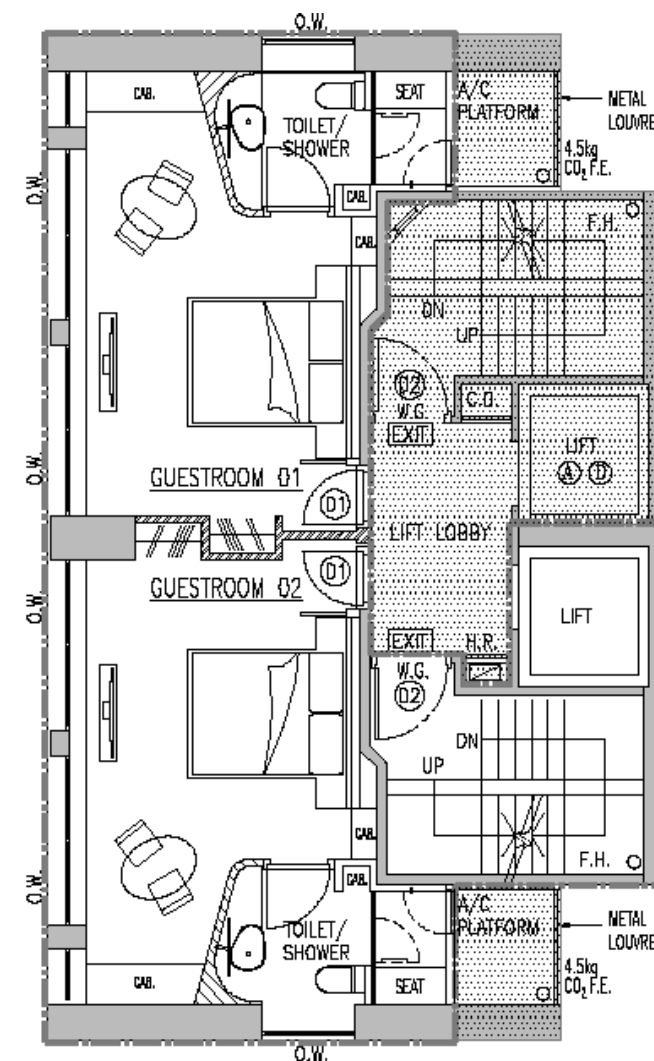 O.W.
CAB.
SEAT
A/C
PLATFORM
METAL
LOUVRE
TOILET/
SHOWER
4.5kg
CO₂ F.E.
O.W.
CAB.
F.H.
CAB.
DN
UP
D2
W.G.
C.D.
EXIT
LIFT
A D
O.W.
GUESTROOM 01
D1
LIFT LOBBY
D1
GUESTROOM 02
O.W.
LIFT
EXIT
H.R.
W.G.
D2
DN
UP
CAB.
F.H.
CAB.
O.W.
A/C
PLATFORM
METAL
LOUVRE
TOILET/
SHOWER
4.5kg
CO₂ F.E.
CAB.
SEAT
O.W.